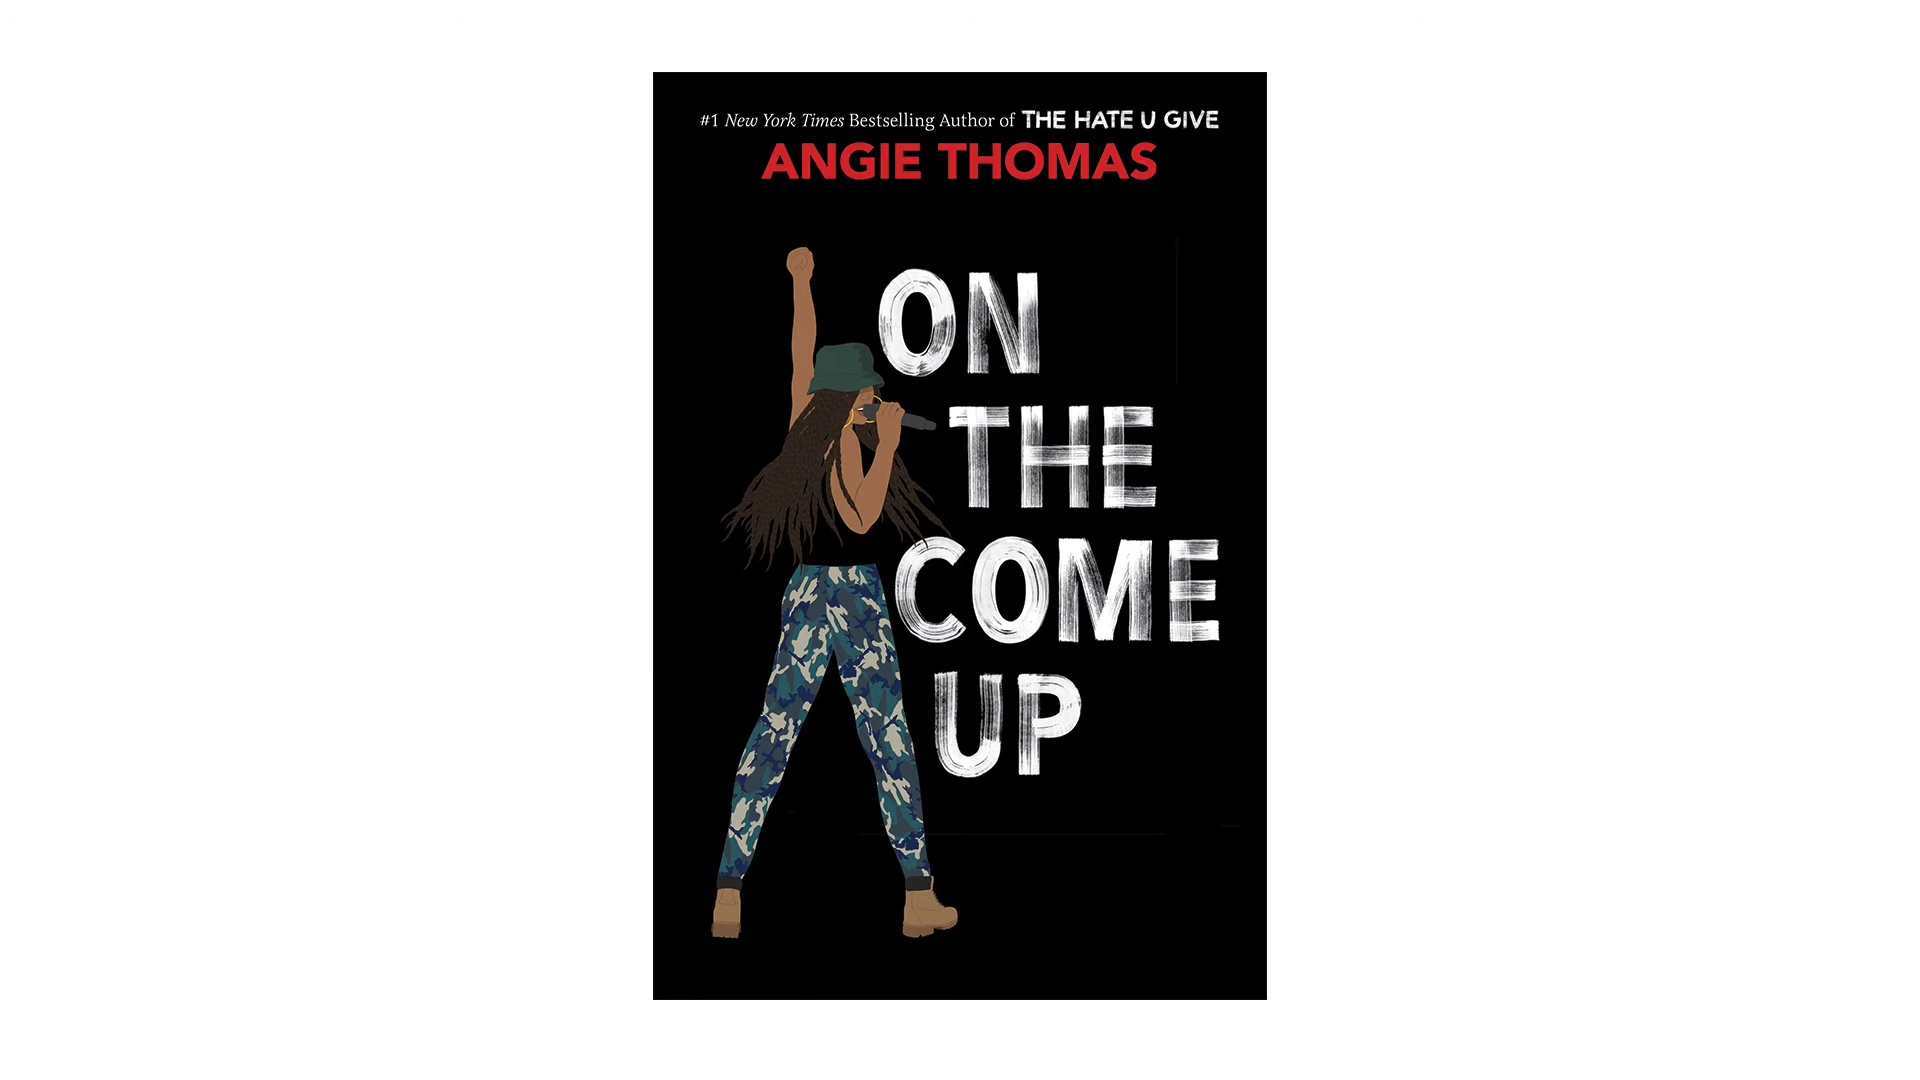 #1 New York Times Bestselling Author of THE HATE U GIVE
ANGIE THOMAS
ON
THE
COME
UP